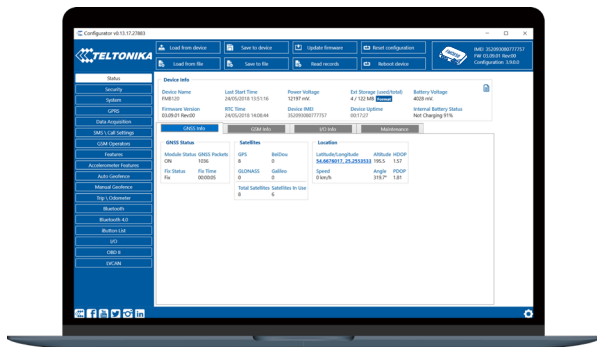 Configurator v0.13.17.27883
TELTONIKA
Load from device
Save to device
Update firmware
Reset configuration
Load from file
Save to file
Read records
Reboot device
IMEI: 352093080777757
FW: 03.09.01 Rev:00
Configuration: 3.9.0.0
Status
Security
System
GPRS
Data Acquisition
SMS \ Call Settings
GSM Operators
Features
Accelerometer Features
Auto Geofence
Manual Geofence
Trip \ Odometer
Bluetooth
Bluetooth 4.0
iButton List
I/O
OBD II
LVCAN
Device Info
Device Name
Last Start Time
Power Voltage
Ext Storage (used/total)
Battery Voltage
FMB120
24/05/2018 13:51:16
12197 mV.
4 / 122 MB Format
4028 mV.
Firmware Version
RTC Time
Device IMEI
Device Uptime
Internal Battery Status
03.09.01 Rev:00
24/05/2018 14:08:44
352093080777757
00:17:27
Not Charging 91%
GNSS Info
GSM Info
I/O Info
Maintenance
GNSS Status
Module Status GNSS Packets
ON 1036
Fix Status Fix Time
Fix 00:00:05
Satellites
GPS BeiDou
8 0
GLONASS Galileo
0 0
Total Satellites Satellites In Use
8 6
Location
Latitude/Longitude Altitude HDOP
54.6676017, 25.2553533 195.5 1.57
Speed Angle PDOP
0 km/h 319.7° 1.81